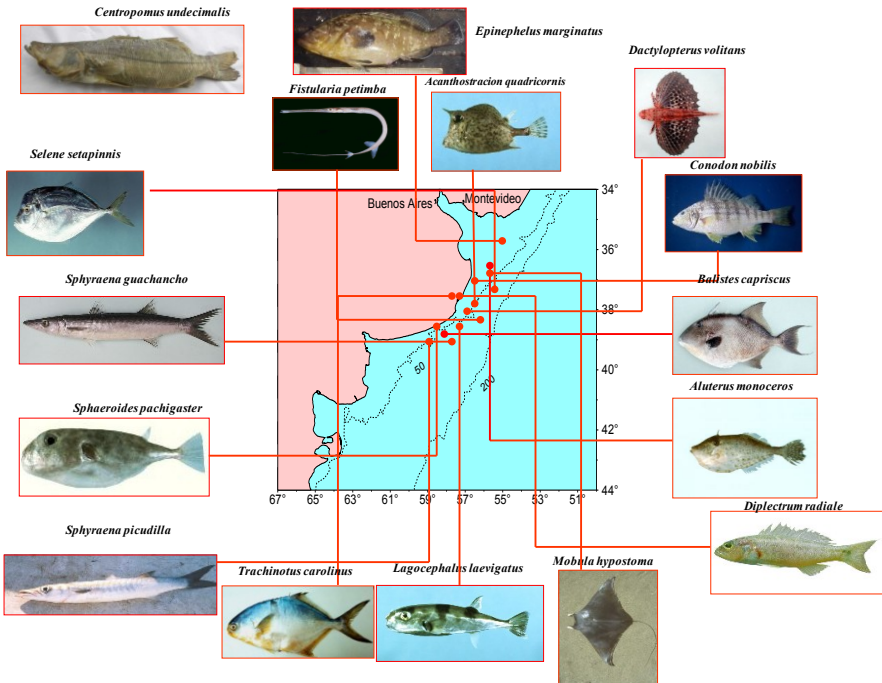 Centropomus undecimalis
Epinephelus marginatus
Dactylopterus volitans
Fistularia petimba
Acanthostracion quadricornis
Selene setapinnis
Conodon nobilis
Buenos Aires
Montevideo
34°
36°
38°
40°
42°
44°
50
200
67°
65°
63°
61°
59°
57°
55°
53°
51°
Sphyraena guachancho
Balistes capriscus
Sphaeroides pachigaster
Aluterus monoceros
Sphyraena picudilla
Diplectrum radiale
Trachinotus carolinus
Lagocephalus laevigatus
Mobula hypostoma